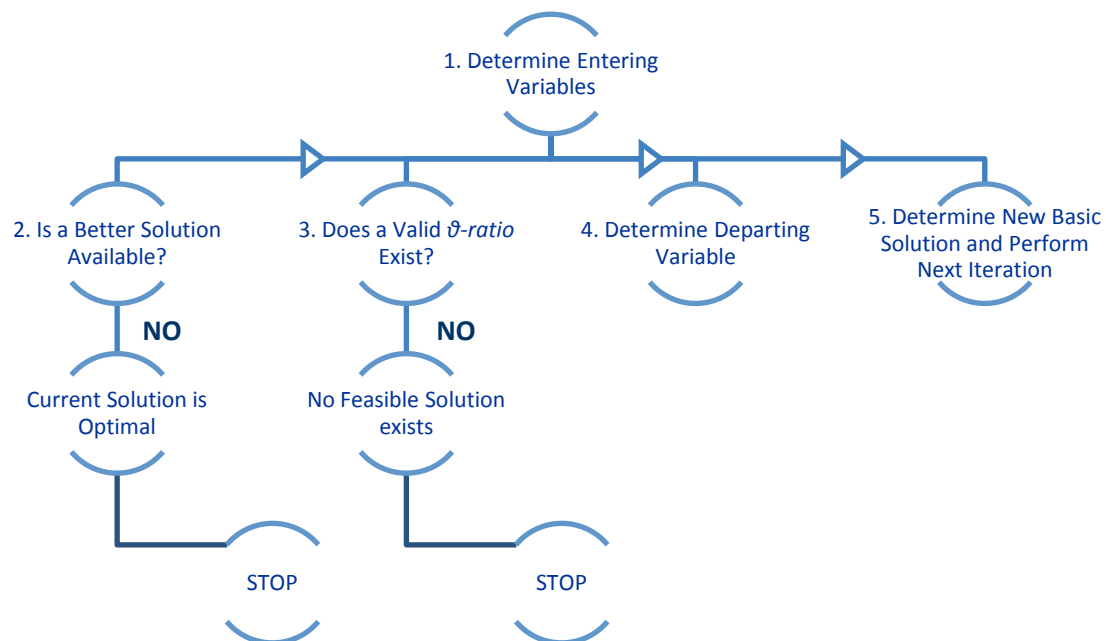 1. Determine Entering
Variables
2. Is a Better Solution
Available?
3. Does a Valid ϑ-ratio
Exist?
4. Determine Departing
Variable
5. Determine New Basic
Solution and Perform
Next Iteration
NO
NO
Current Solution is
Optimal
No Feasible Solution
exists
STOP
STOP